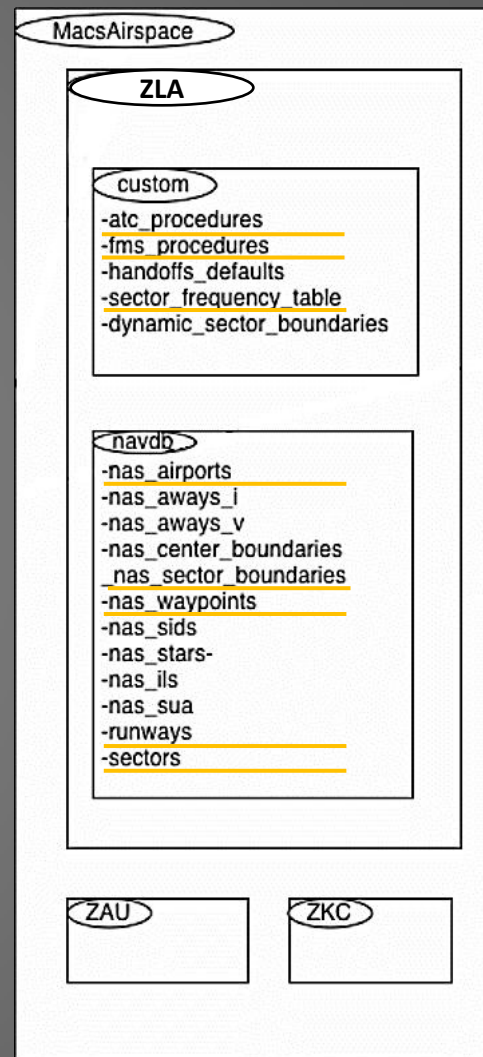 MacsAirspace
ZLA
custom
-atc_procedures
-fms_procedures
-handoffs_defaults
-sector_frequency_table
-dynamic_sector_boundaries
navdb
-nas_airports
-nas_aways_i
-nas_aways_v
-nas_center_boundaries
_nas_sector_boundaries
-nas_waypoints
-nas_sids
-nas_stars-
-nas_ils
-nas_sua
-runways
-sectors
ZAU ZKC